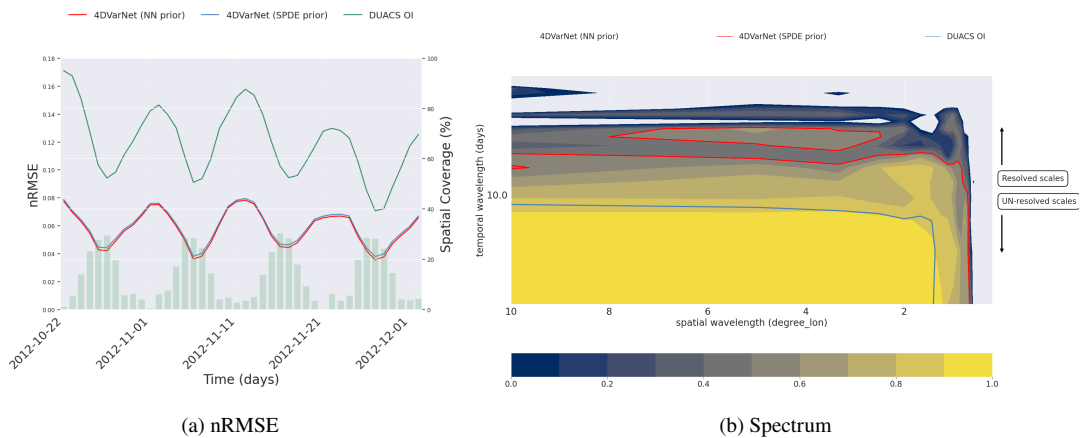 4DVarNet (NN prior) 4DVarNet (SPDE prior) DUACS OI
0.18
0.16
0.14
0.12
0.10
0.08
0.06
0.04
0.02
0.00
nRMSE
100
80
60
40
20
0
Spatial Coverage (%)
2012-10-22
2012-11-01
2012-11-11
2012-11-21
2012-12-01
Time (days)
(a) nRMSE
4DVarNet (NN prior) 4DVarNet (SPDE prior) DUACS OI
temporal wavelength (days)
10.0
Resolved scales
UN-resolved scales
10 8 6 4 2
spatial wavelength (degree_lon)
0.0 0.2 0.4 0.6 0.8 1.0
(b) Spectrum